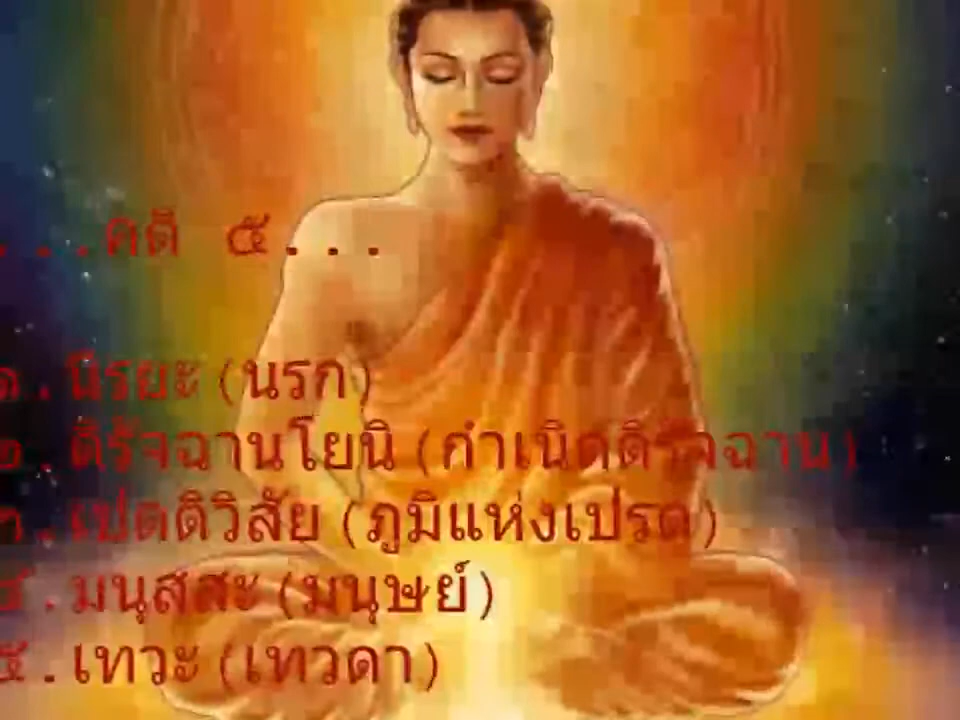 ...คติ ๕...
๑.นิรยะ(นรก)
๒.ดิรัจฉานโยนิ(กำเนิดดิรัจฉาน)
๓.เปตติวิสัย(ภูมิแห่งเปรต)
๔.มนุสสะ(มนุษย์)
๕.เทวะ(เทวดา)